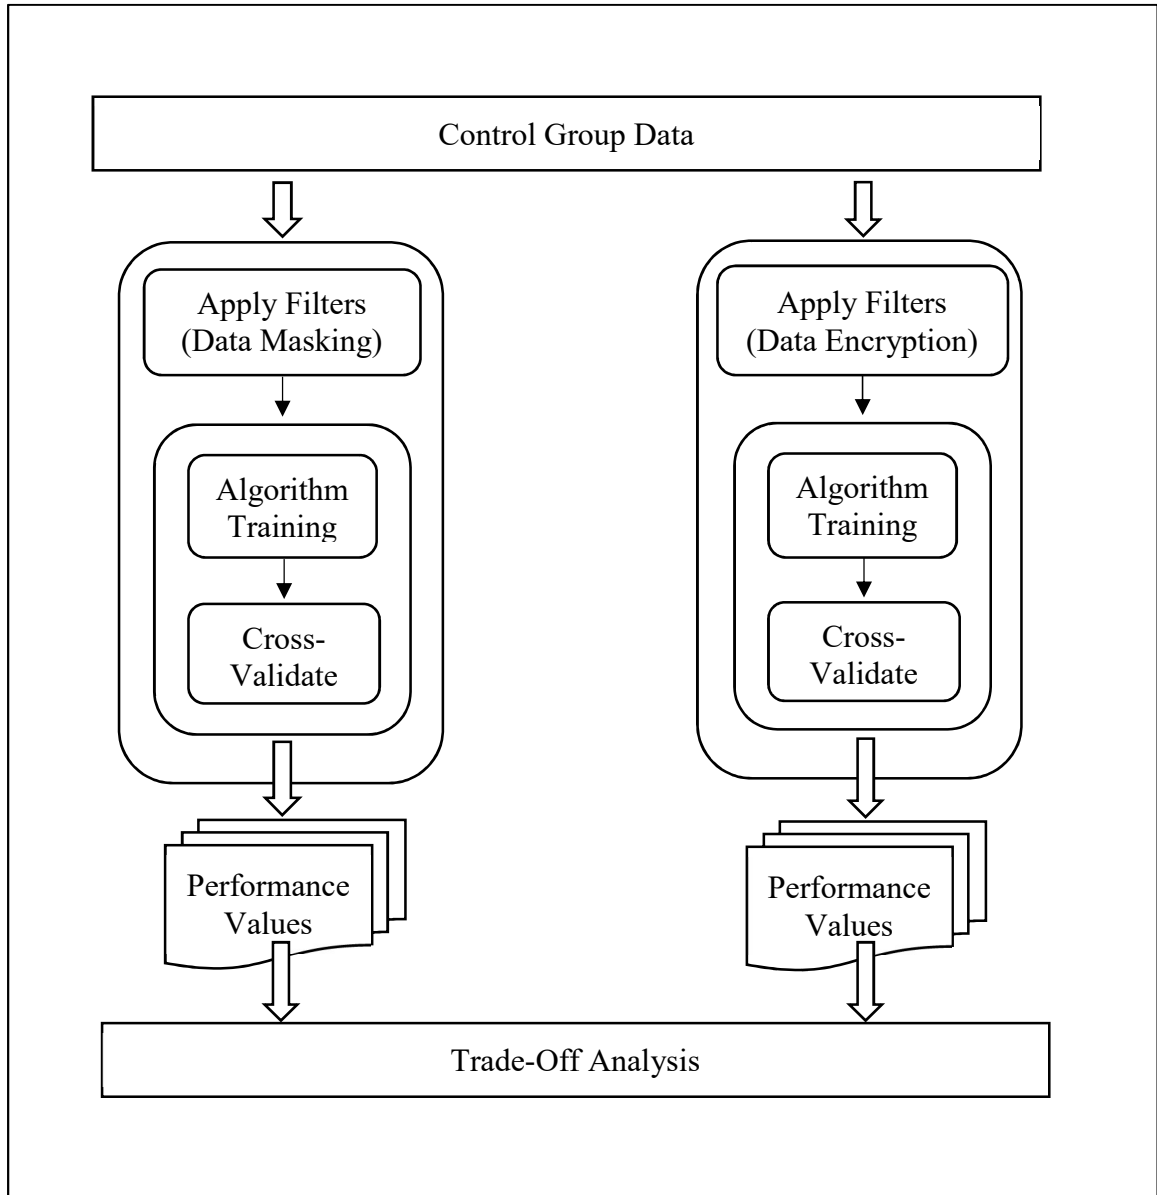 Control Group Data
Apply Filters
(Data Masking)
Apply Filters
(Data Encryption)
Algorithm
Training
Algorithm
Training
Cross-
Validate
Cross-
Validate
Performance
Values
Performance
Values
Trade-Off Analysis